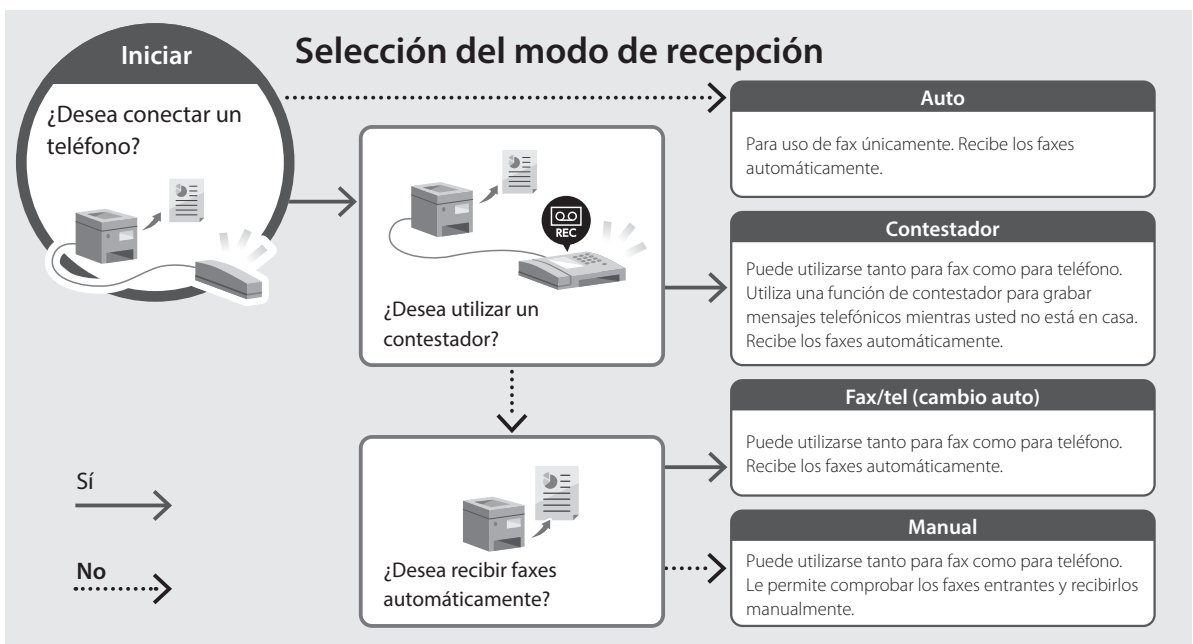 Iniciar
Selección del modo de recepción
¿Desea conectar un
teléfono?
REC
¿Desea utilizar un
contestador?
¿Desea recibir faxes
automáticamente?
Auto
Para uso de fax únicamente. Recibe los faxes
automáticamente.
Contestador
Puede utilizarse tanto para fax como para teléfono.
Utiliza una función de contestador para grabar
mensajes telefónicos mientras usted no está en casa.
Recibe los faxes automáticamente.
Fax/tel (cambio auto)
Puede utilizarse tanto para fax como para teléfono.
Recibe los faxes automáticamente.
Manual
Puede utilizarse tanto para fax como para teléfono.
Le permite comprobar los faxes entrantes y recibirlos
manualmente.
Sí
No